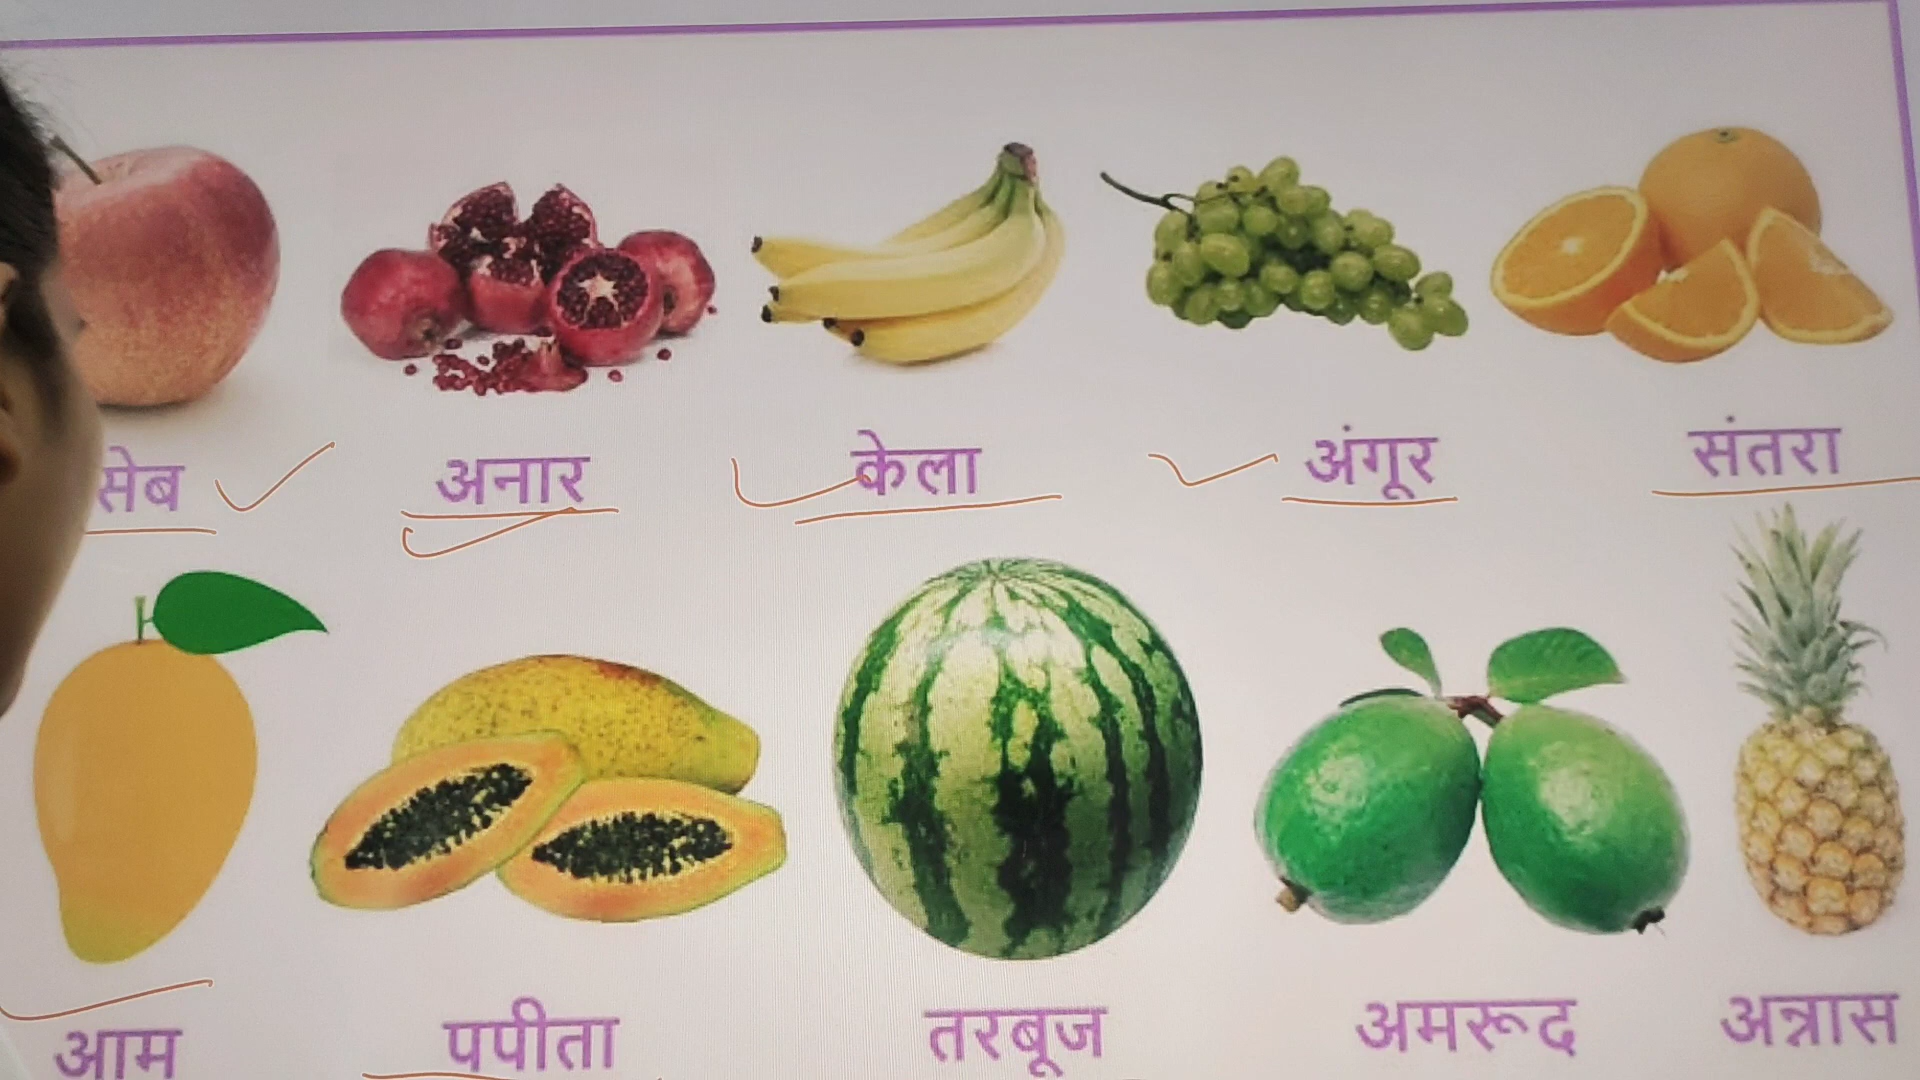 सेब अनार केला अंगूर संतरा
आम पपीता तरबूज अमरूद अन्नास